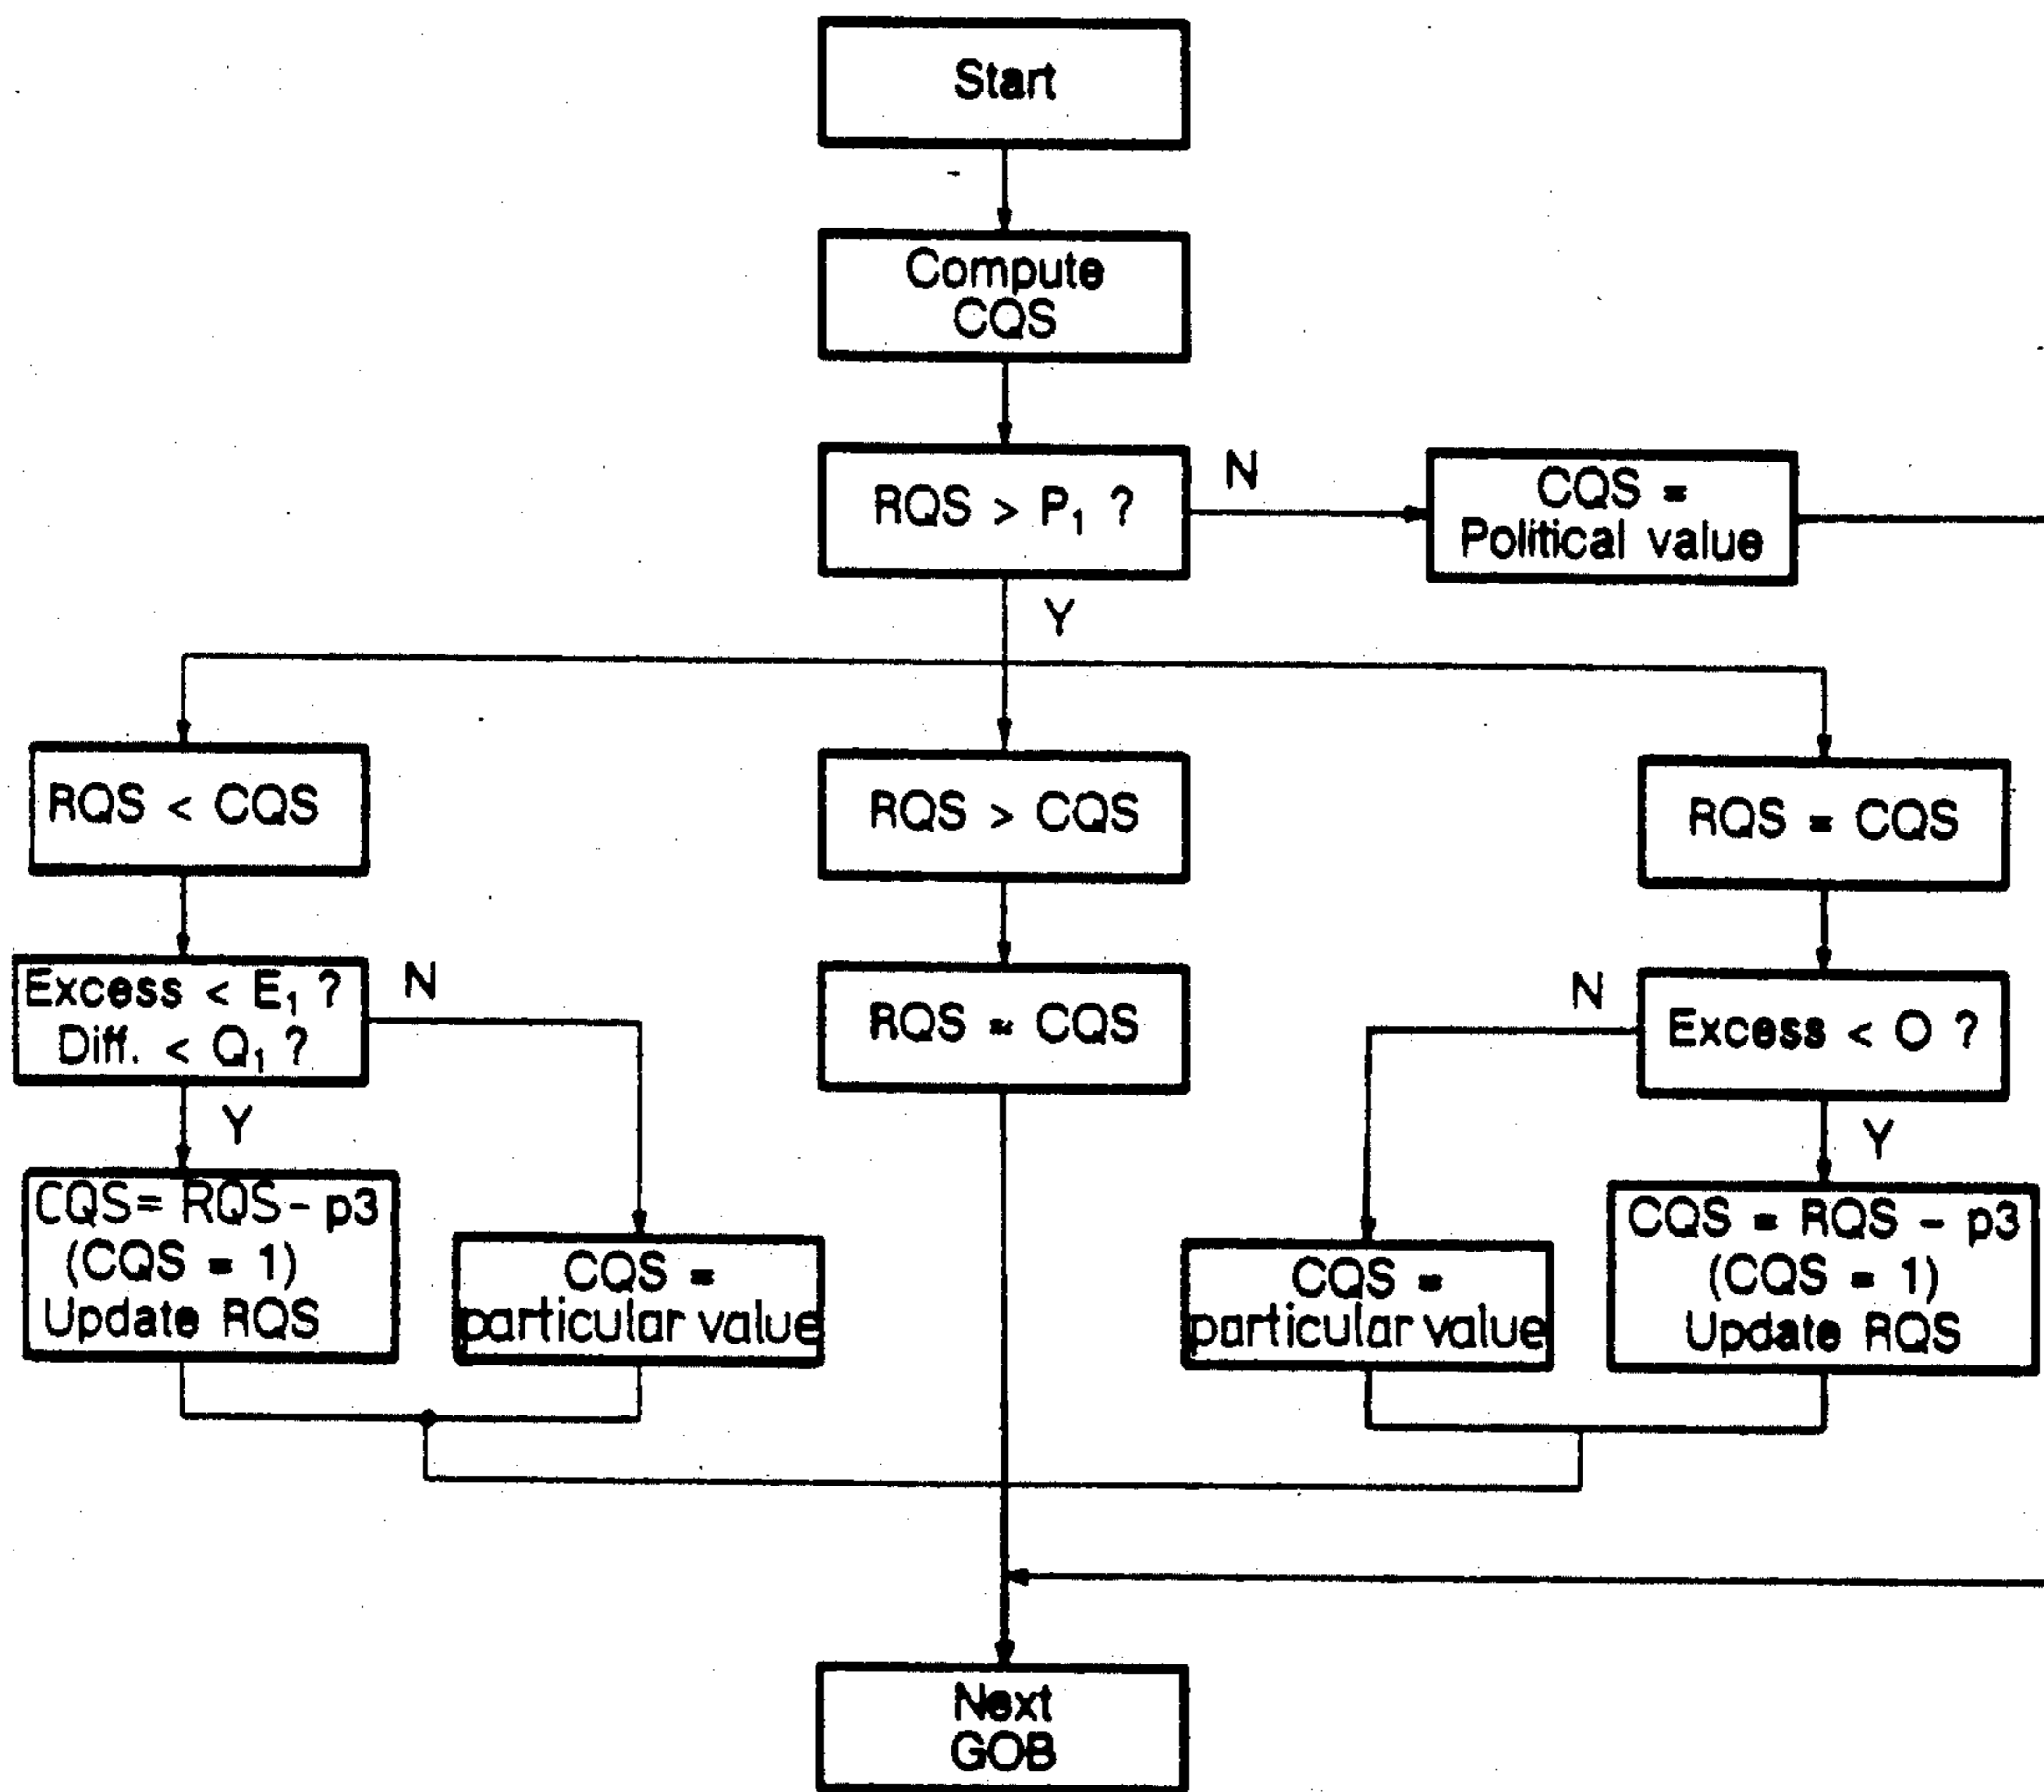 Start
Compute
CQS
RQS > P₁ ?
N
CQS =
Political value
Y
RQS < CQS
RQS > CQS
RQS = CQS
Excess < E₁ ?
Diff. < Q₁ ?
N
RQS = CQS
N
Excess < O ?
Y
Y
CQS = RQS - p3
(CQS = 1)
Update RQS
CQS =
particular value
CQS =
particular value
CQS = RQS - p3
(CQS = 1)
Update RQS
Next
GOB